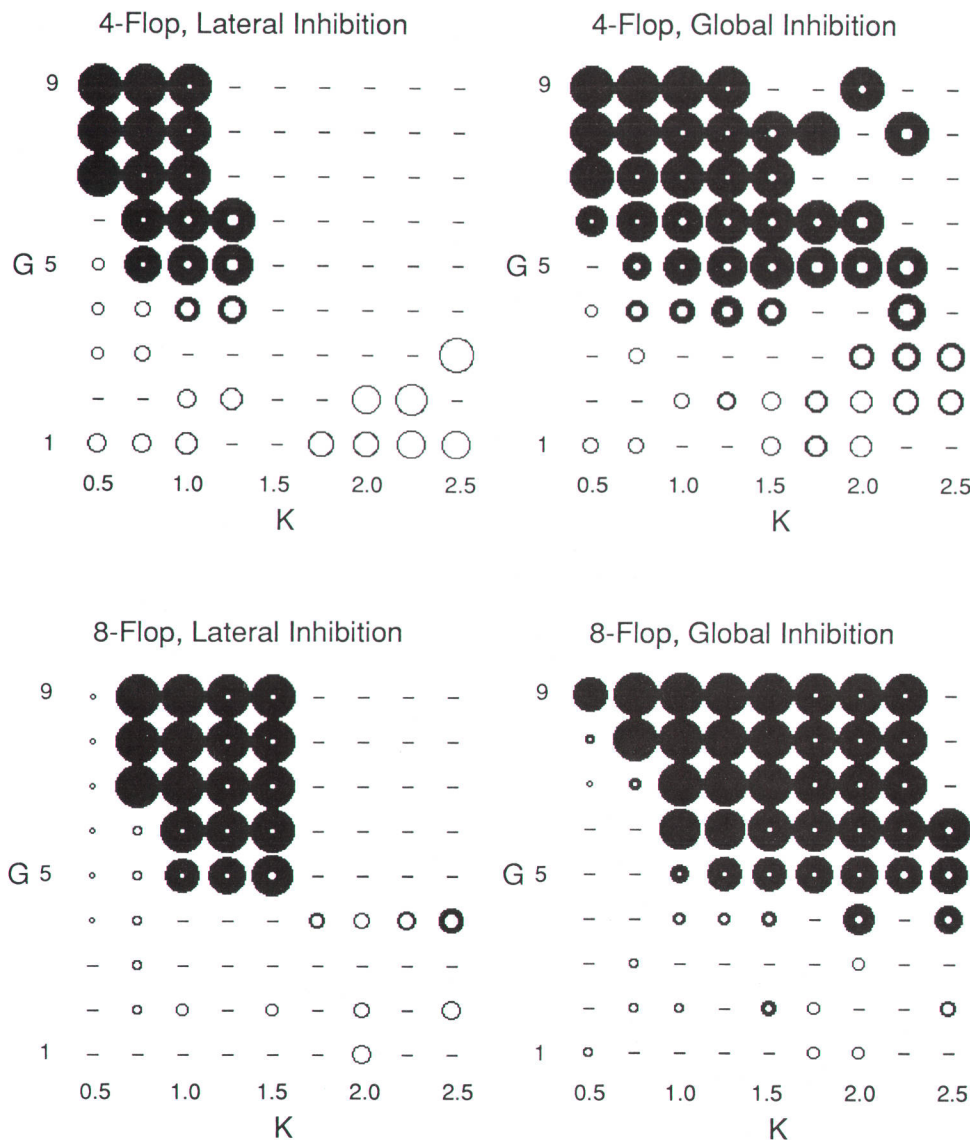 4-Flop, Lateral Inhibition
9
G 5
1
0.5 1.0 1.5 2.0 2.5
K
4-Flop, Global Inhibition
9
G 5
1
0.5 1.0 1.5 2.0 2.5
K
8-Flop, Lateral Inhibition
9
G 5
1
0.5 1.0 1.5 2.0 2.5
K
8-Flop, Global Inhibition
9
G 5
1
0.5 1.0 1.5 2.0 2.5
K